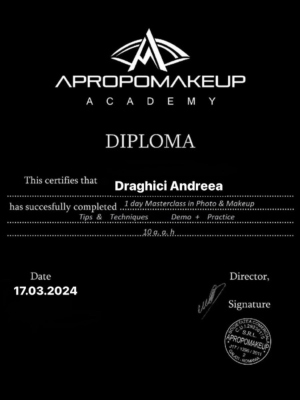 APROPOMAKEUP
ACADEMY
DIPLOMA
This certifies that Draghici Andreea
has succesfully completed 1 day Masterclass in Photo & Makeup
Tips & Techniques Demo + Practice
10 a. a. h
Date
17.03.2024
Director,
Signature
S.R.L.
APROPOMAKEUP